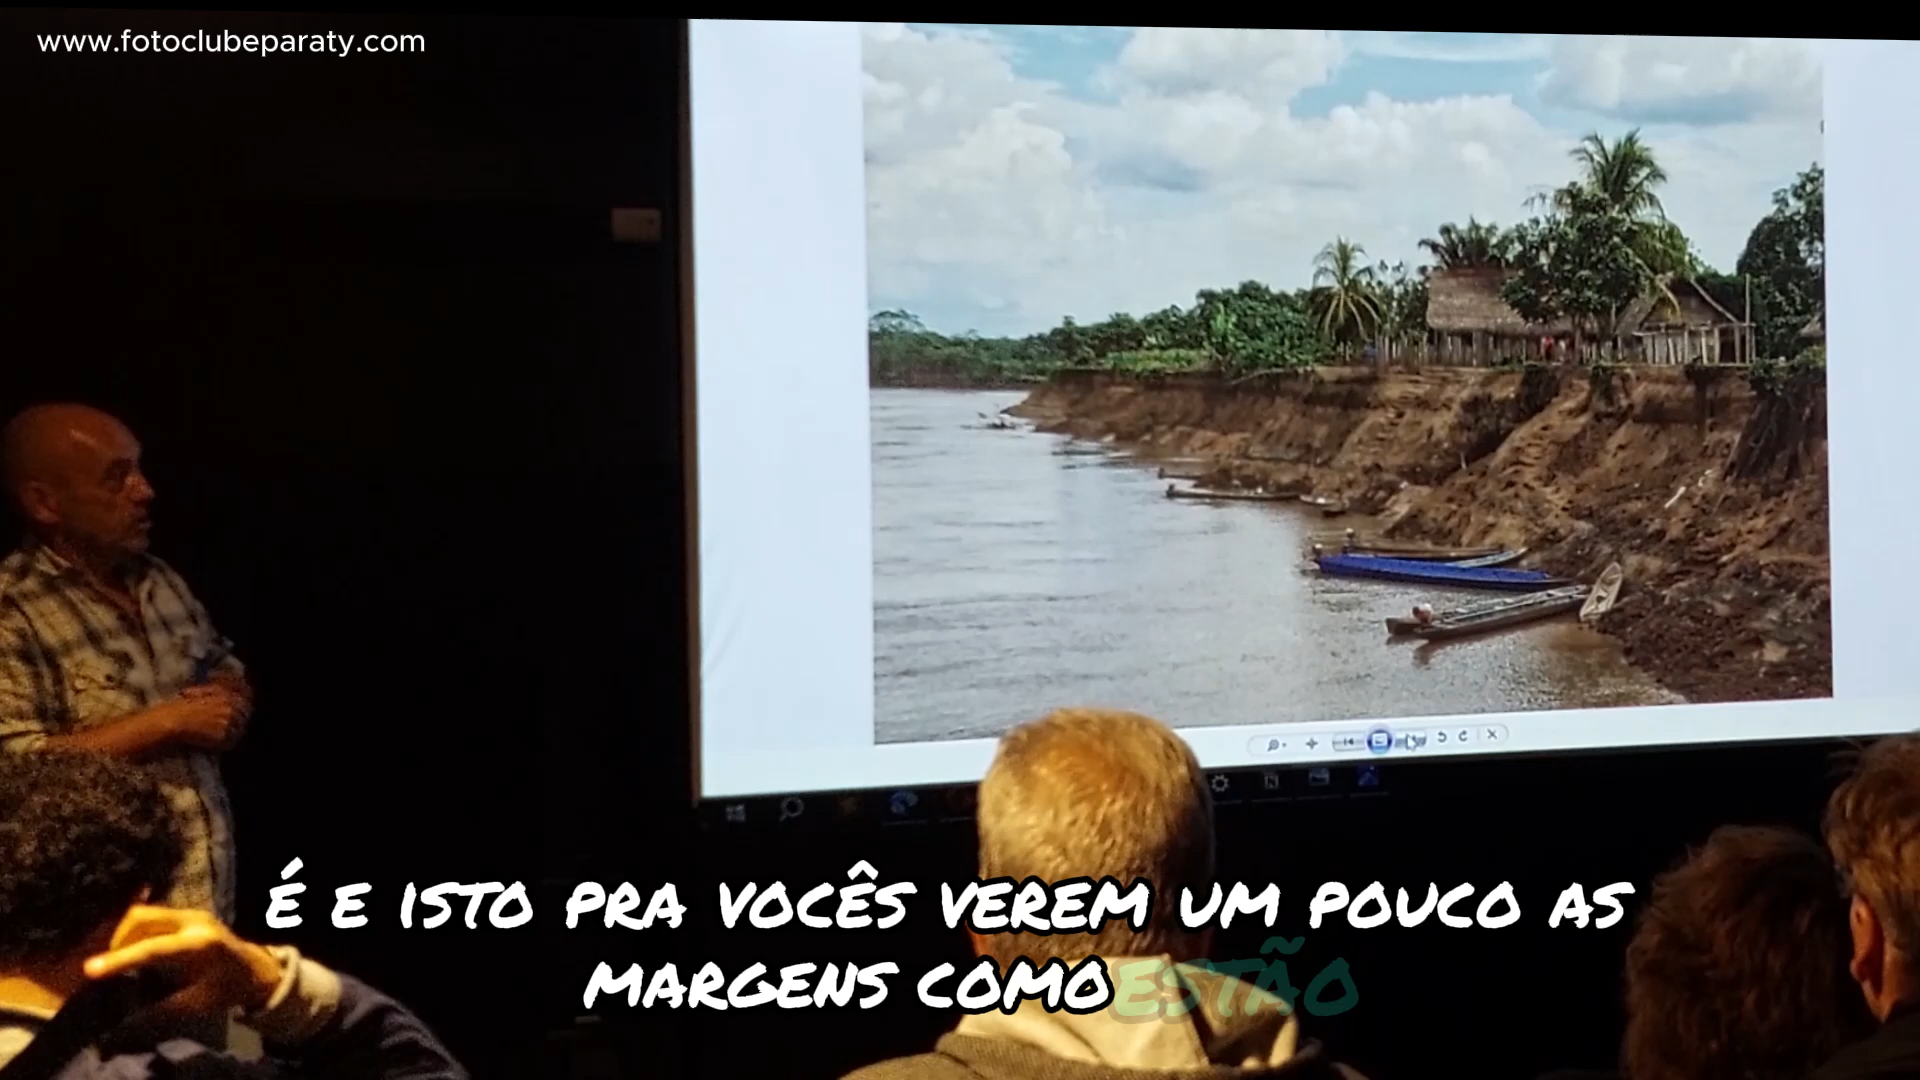 www.fotoclubeparaty.com
É E ISTO PRA VOCÊS VEREM UM POUCO AS
MARGENS COMO ESTÃO